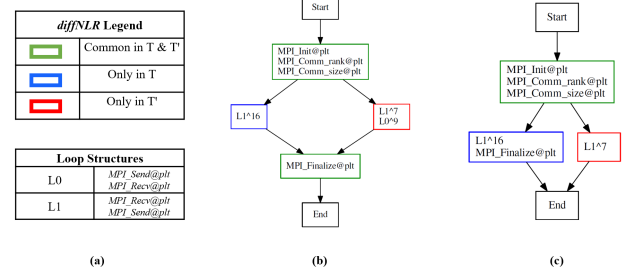 diffNLR Legend
Common in T & T'
Only in T
Only in T'
Loop Structures
L0
MPI_Send@plt
MPI_Recv@plt
L1
MPI_Recv@plt
MPI_Send@plt
(a)
Start
MPI_Init@plt
MPI_Comm_rank@plt
MPI_Comm_size@plt
L1^16
L1^7
L0^9
MPI_Finalize@plt
End
(b)
Start
MPI_Init@plt
MPI_Comm_rank@plt
MPI_Comm_size@plt
L1^16
MPI_Finalize@plt
L1^7
End
(c)